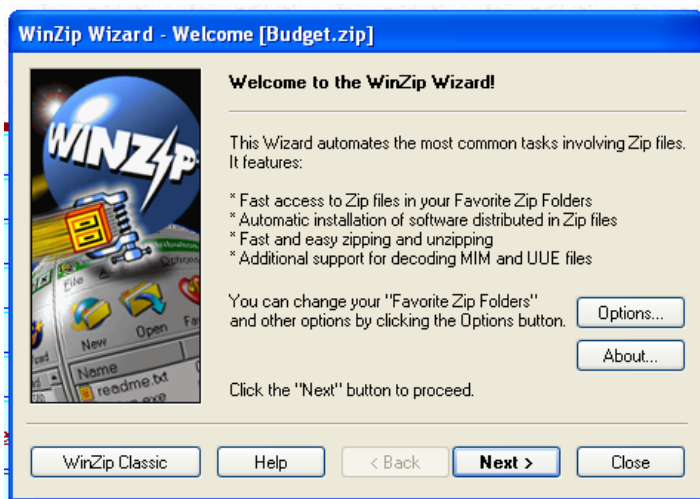 WinZip Wizard - Welcome [Budget.zip]
Welcome to the WinZip Wizard!
This Wizard automates the most common tasks involving Zip files.
It features:
* Fast access to Zip files in your Favorite Zip Folders
* Automatic installation of software distributed in Zip files
* Fast and easy zipping and unzipping
* Additional support for decoding MIM and UUE files
You can change your "Favorite Zip Folders"
and other options by clicking the Options button.
Options...
About...
Click the "Next" button to proceed.
WINZIP
File
Options
New
Open
Name
readme.txt
WinZip Classic
Help
< Back
Next >
Close